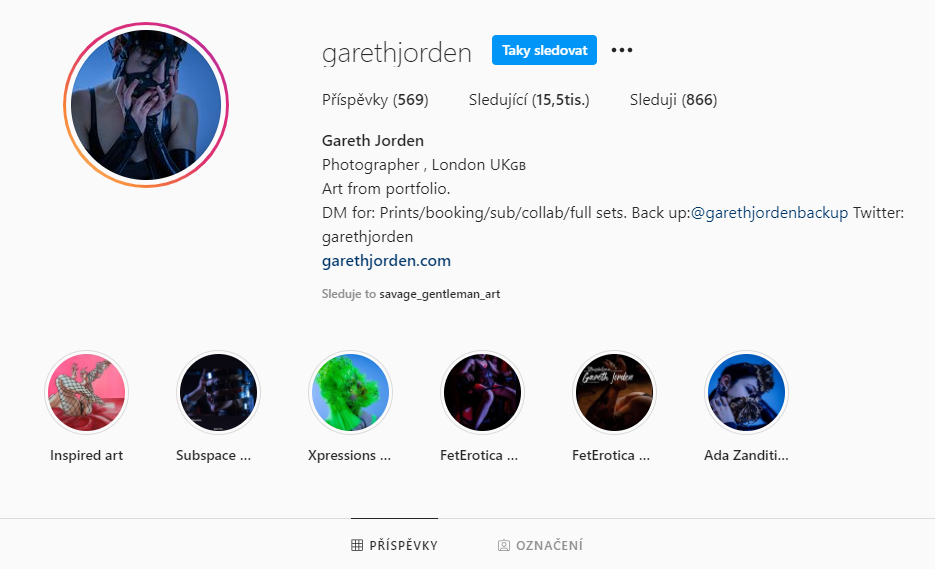 garethjorden Taky sledovat •••
Příspěvky (569) Sledující (15,5tis.) Sleduji (866)
Gareth Jorden
Photographer , London UKGB
Art from portfolio.
DM for: Prints/booking/sub/collab/full sets. Back up:@garethjordenbackup Twitter:
garethjorden
garethjorden.com
Sleduje to savage_gentleman_art
Gareth Jorden
Inspired art Subspace ... Xpressions ... FetErotica ... FetErotica ... Ada Zanditi...
PŘÍSPĚVKY OZNAČENÍ